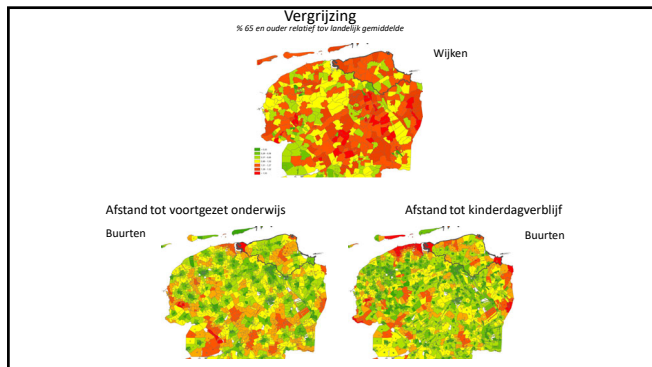 Vergrijzing
% 65 en ouder relatief tov landelijk gemiddelde
Wijken
Afstand tot voortgezet onderwijs
Buurten
Afstand tot kinderdagverblijf
Buurten